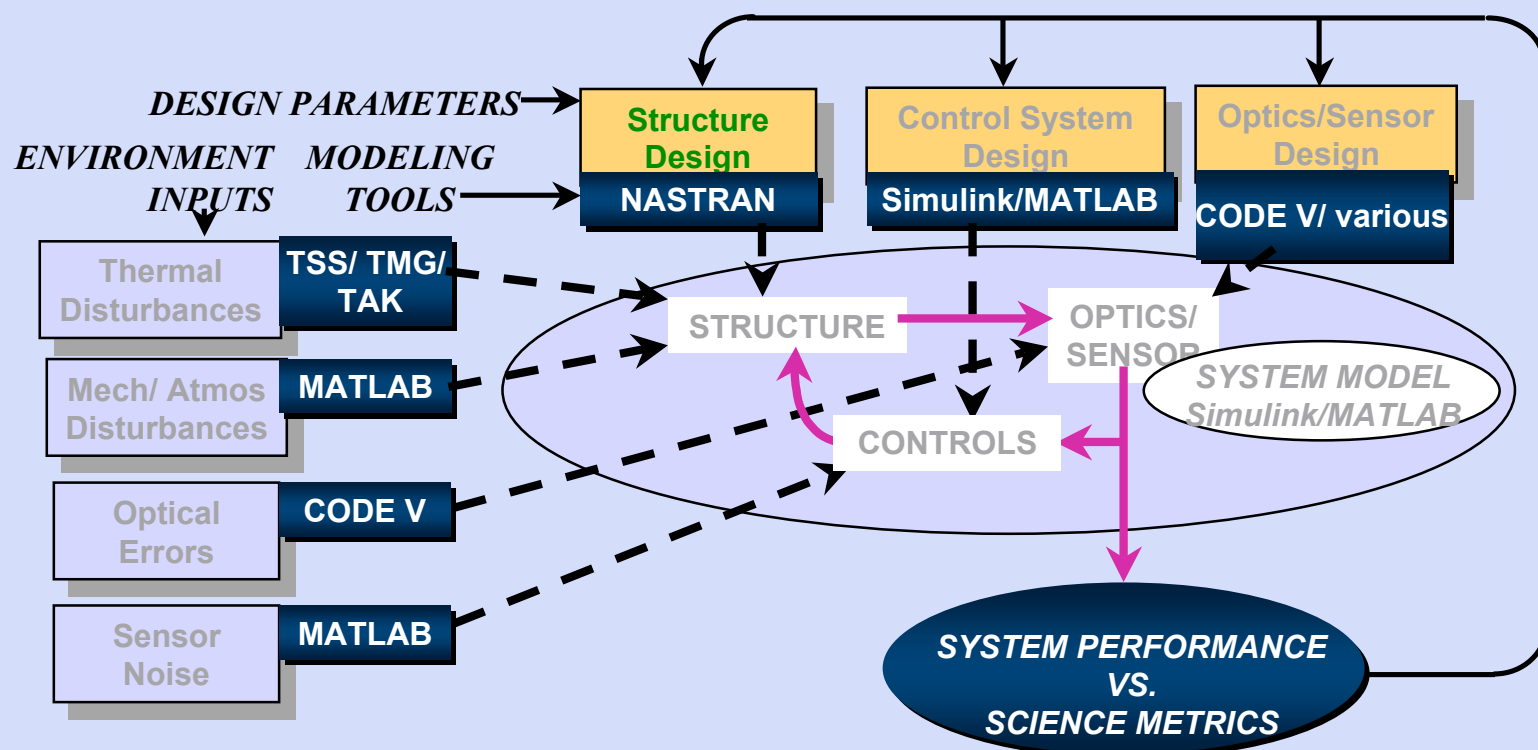 DESIGN PARAMETERS
ENVIRONMENT
INPUTS
MODELING
TOOLS
Structure
Design
NASTRAN
Control System
Design
Simulink/MATLAB
Optics/Sensor
Design
CODE V/ various
Thermal
Disturbances
TSS/ TMG/
TAK
Mech/ Atmos
Disturbances
MATLAB
Optical
Errors
CODE V
Sensor
Noise
MATLAB
STRUCTURE
OPTICS/
SENSOR
CONTROLS
SYSTEM MODEL
Simulink/MATLAB
SYSTEM PERFORMANCE
VS.
SCIENCE METRICS